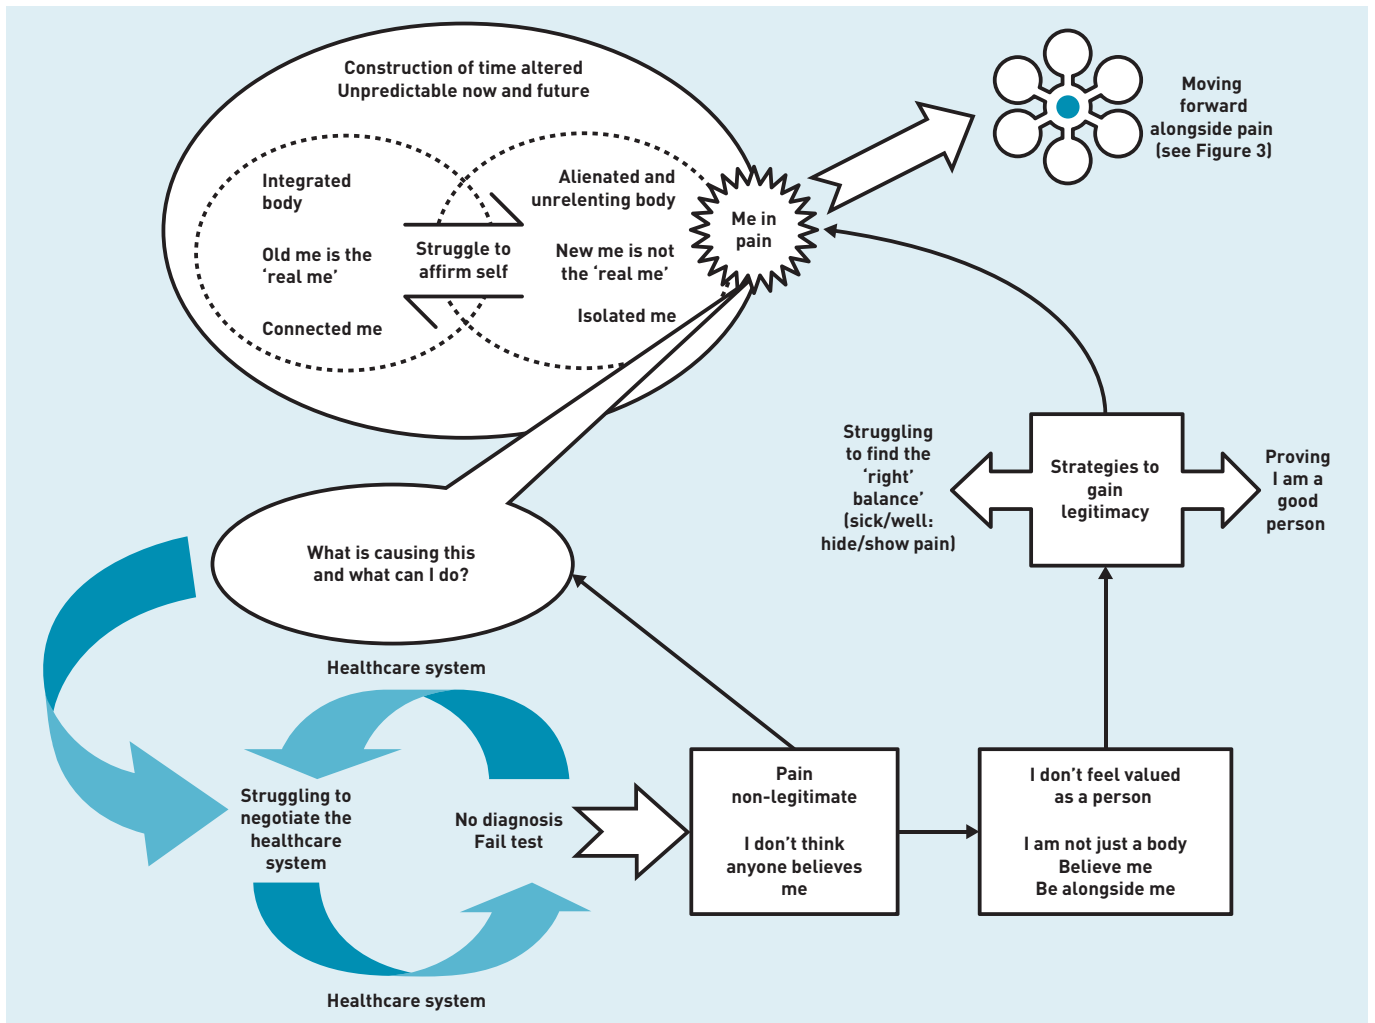 Construction of time altered
Unpredictable now and future
Integrated
body
Old me is the
‘real me’
Connected me
Struggle to
affirm self
Alienated and
unrelenting body
New me is not
the ‘real me’
Isolated me
Me in
pain
Moving
forward
alongside pain
(see Figure 3)
Struggling
to find the
‘right’
balance’
(sick/well:
hide/show pain)
Strategies to
gain
legitimacy
Proving
I am a
good
person
What is causing this
and what can I do?
Healthcare system
Struggling to
negotiate the
healthcare
system
No diagnosis
Fail test
Healthcare system
Pain
non-legitimate
I don’t think
anyone believes
me
I don’t feel valued
as a person
I am not just a body
Believe me
Be alongside me